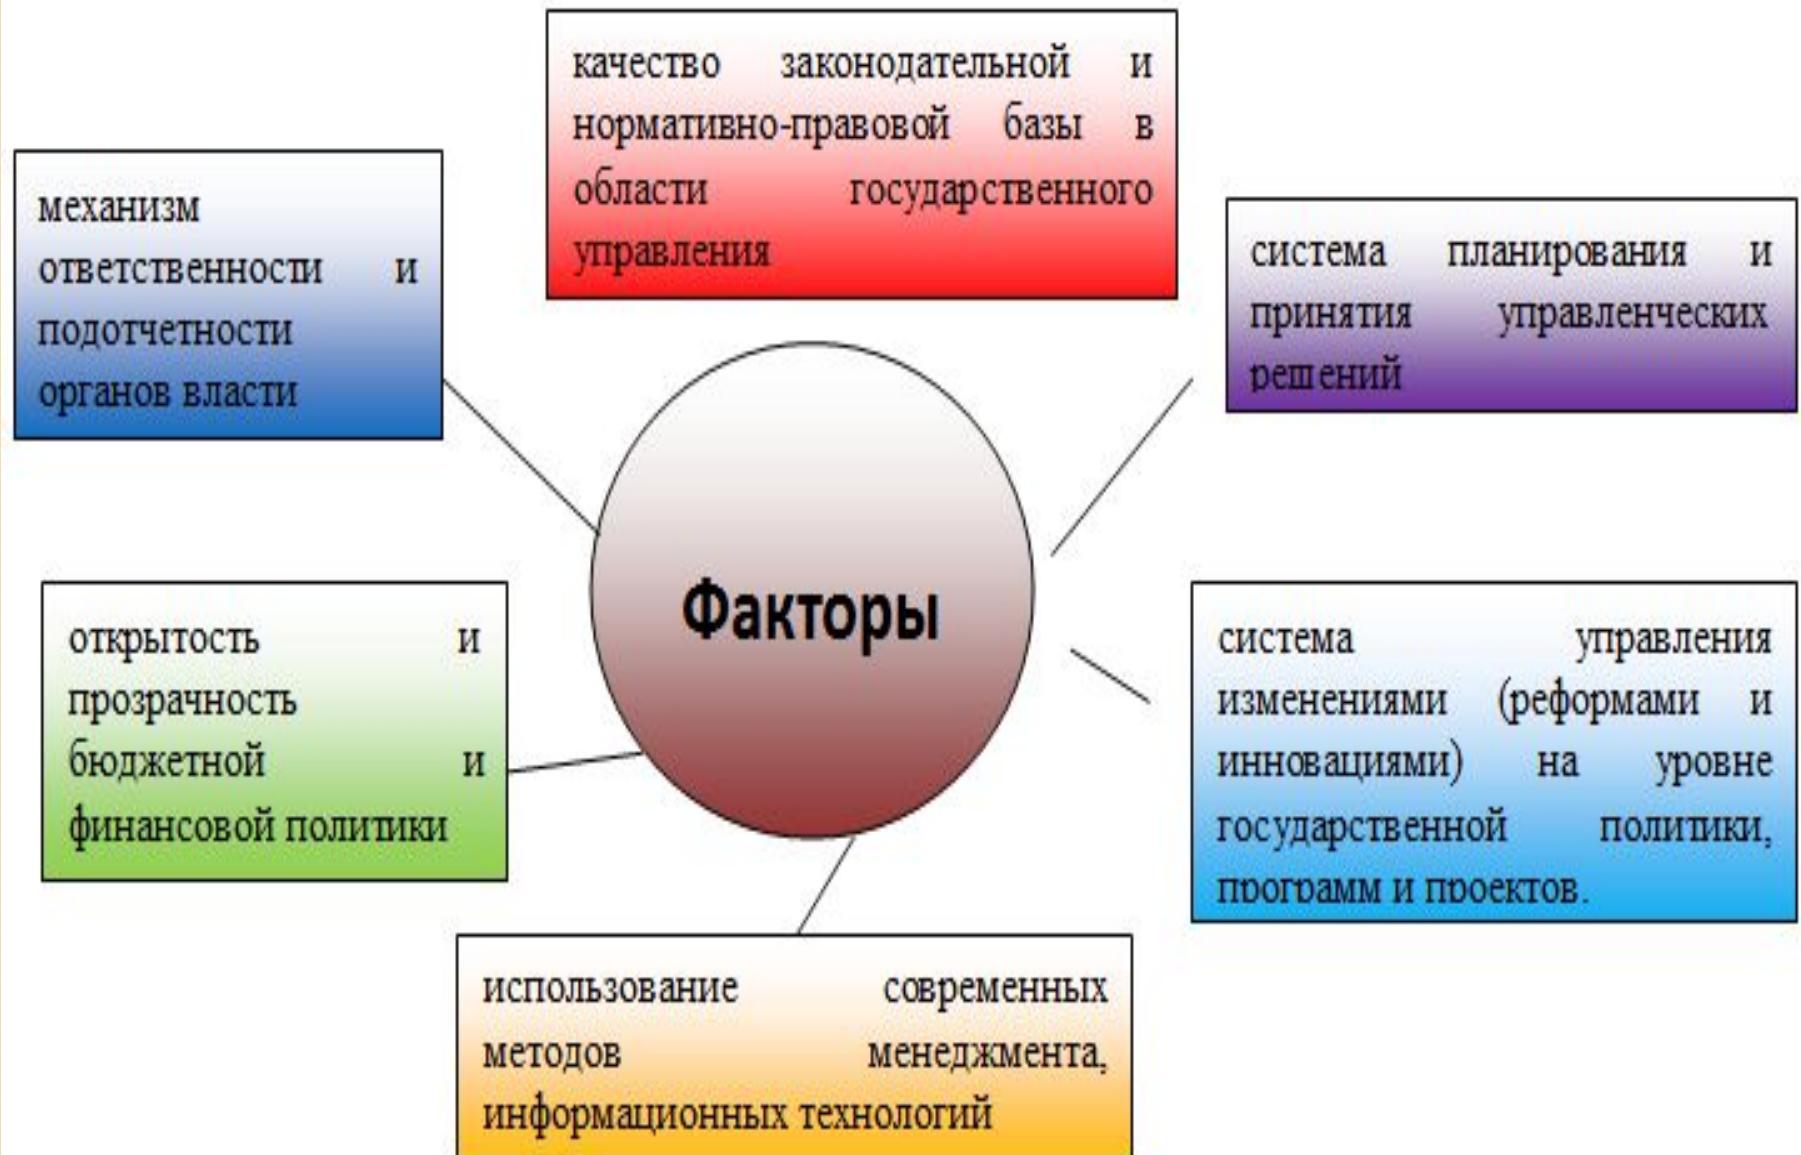 качество законодательной и
нормативно-правовой базы в
области государственного
управления
механизм
ответственности и
подотчетности
органов власти
система планирования и
принятия управленческих
решений
Факторы
открытость и
прозрачность
бюджетной и
финансовой политики
система управления
изменениями (реформами и
инновациями) на уровне
государственной политики,
программ и проектов.
использование современных
методов менеджмента,
информационных технологий